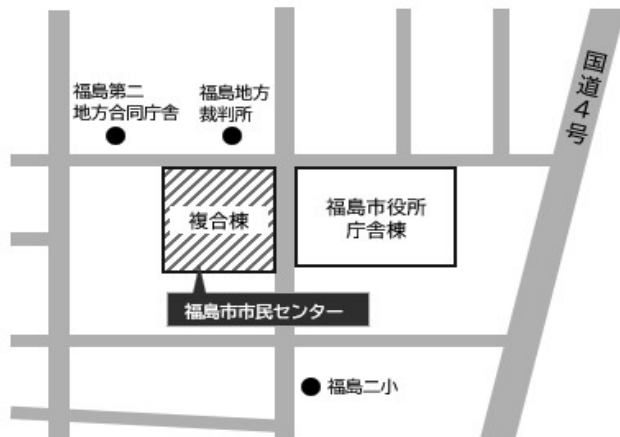 国道4号
福島第二
地方合同庁舎
福島地方
裁判所
複合棟
福島市役所
庁舎棟
福島市市民センター
福島二小